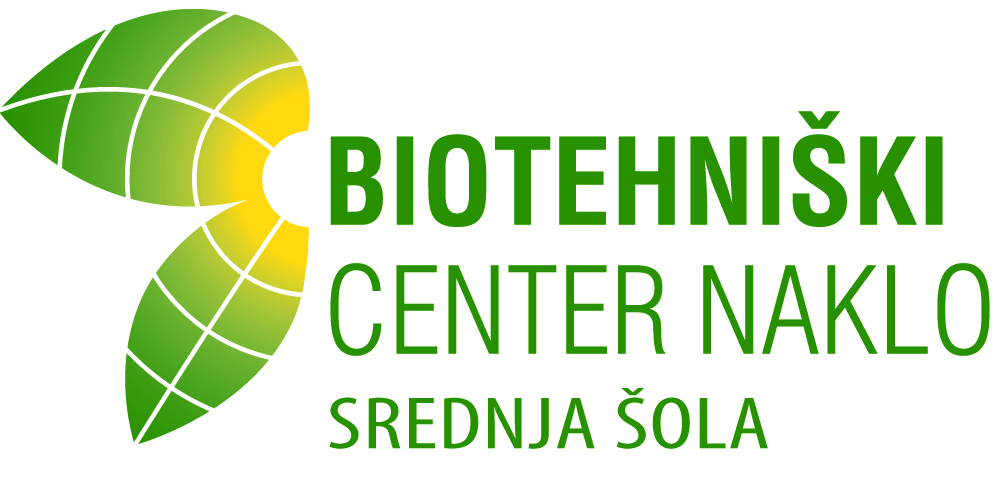 BIOTEHNIŠKI
CENTER NAKLO
SREDNJA ŠOLA